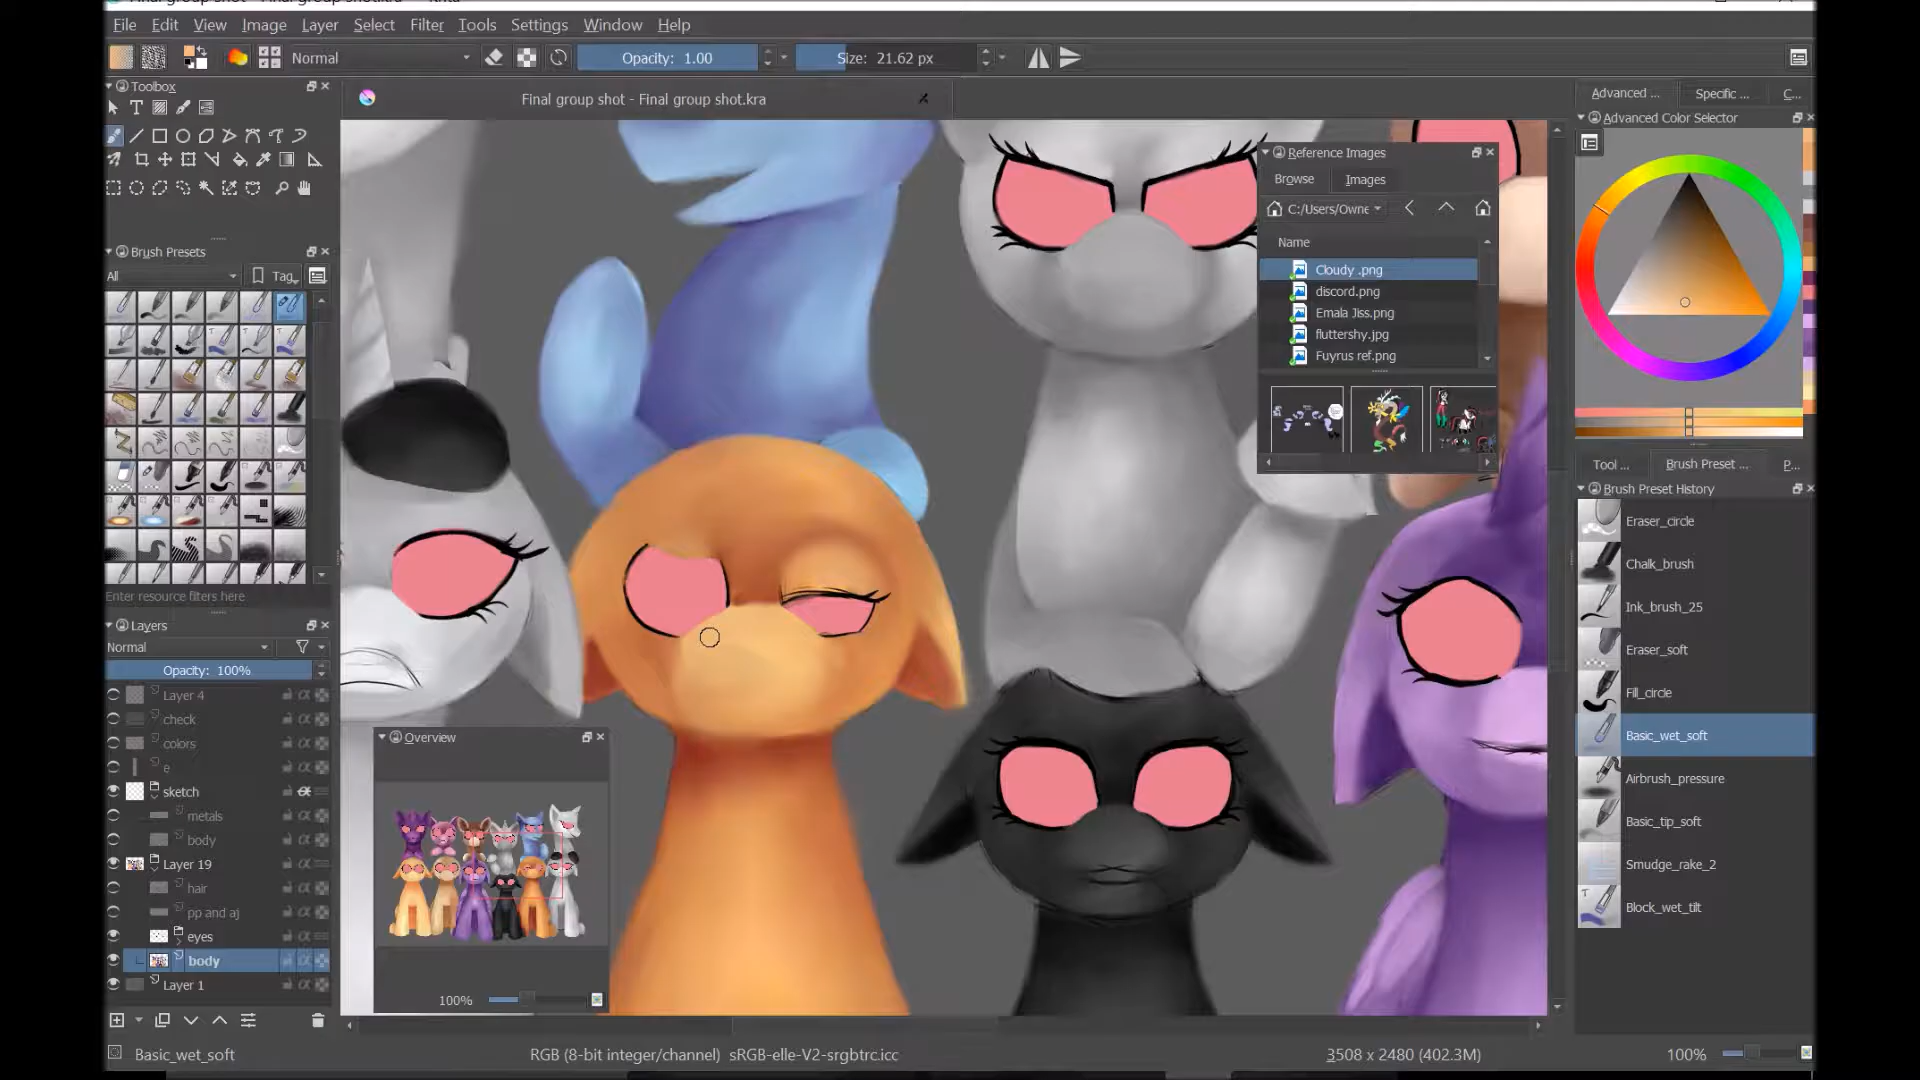 File Edit View Image Layer Select Filter Tools Settings Window Help
Normal
Opacity: 1.00
Size: 21.62 px
Toolbox
Final group shot - Final group shot.kra
Advanced ...
Specific ...
C...
Advanced Color Selector
Reference Images
Browse
Images
C:/Users/Owne
Name
Cloudy .png
discord.png
Emala Jiss.png
fluttershy.jpg
Fuyrus ref.png
Brush Presets
All
Tag
Enter resource filters here
Layers
Normal
Opacity: 100%
Layer 4
check
colors
e
sketch
metals
body
Layer 19
hair
pp and aj
eyes
body
Layer 1
Overview
100%
Tool ...
Brush Preset ...
P...
Brush Preset History
Eraser_circle
Chalk_brush
Ink_brush_25
Eraser_soft
Fill_circle
Basic_wet_soft
Airbrush_pressure
Basic_tip_soft
Smudge_rake_2
Block_wet_tilt
Basic_wet_soft
RGB (8-bit integer/channel) sRGB-elle-V2-srgbtrc.icc
3508 x 2480 (402.3M)
100%